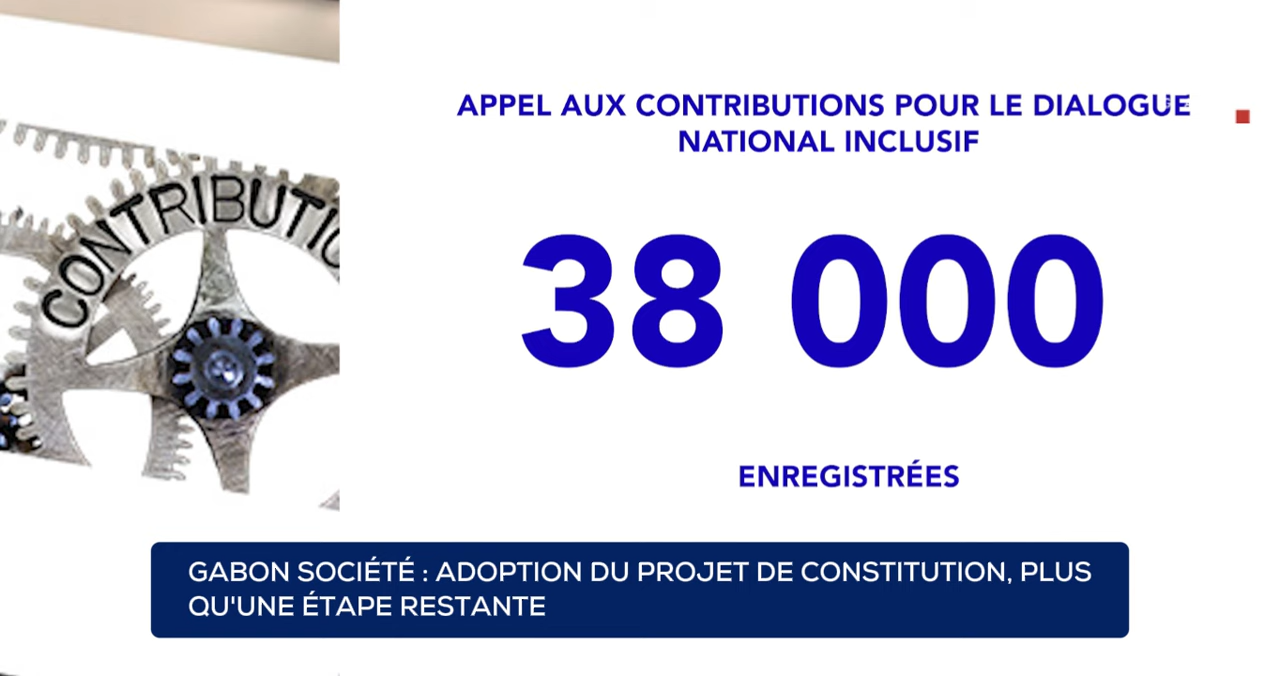 APPEL AUX CONTRIBUTIONS POUR LE DIALOGUE
NATIONAL INCLUSIF
CONTRIBUTIO
38 000
ENREGISTRÉES
GABON SOCIÉTÉ : ADOPTION DU PROJET DE CONSTITUTION, PLUS
QU'UNE ÉTAPE RESTANTE